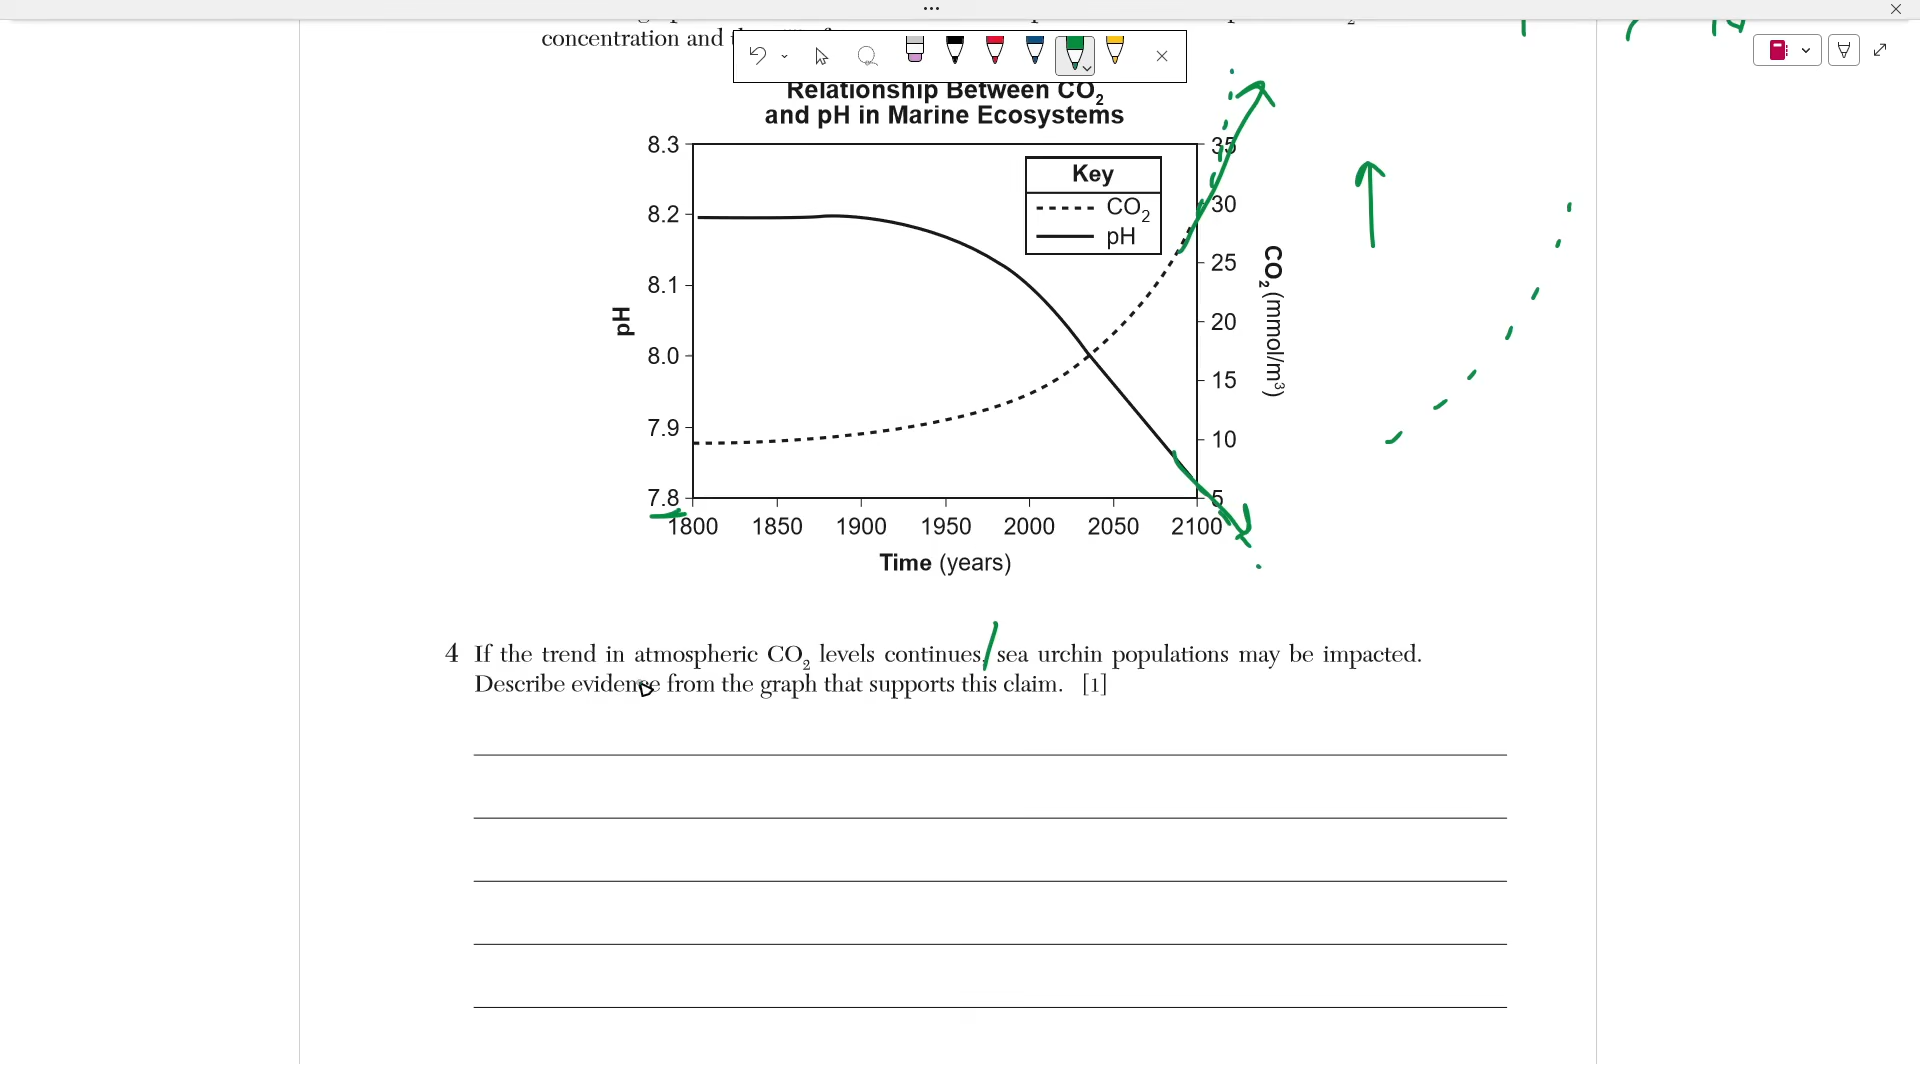 concentration and
Relationship Between CO₂
and pH in Marine Ecosystems
8.3
8.2
8.1
8.0
7.9
7.8
pH
Key
CO₂
pH
35
30
25
20
15
10
5
CO₂ (mmol/m³)
1800 1850 1900 1950 2000 2050 2100
Time (years)
4 If the trend in atmospheric CO₂ levels continues, sea urchin populations may be impacted.
Describe evidence from the graph that supports this claim. [1]